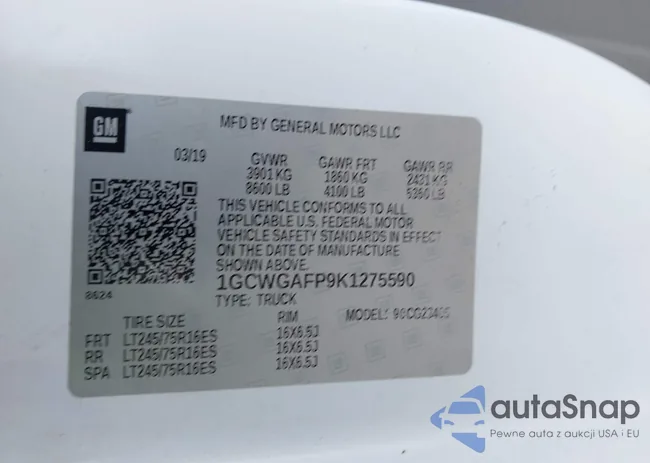 GM
MFD BY GENERAL MOTORS LLC
03/19 GVWR GAWR FRT GAWR RR
3901 KG 1860 KG 2431 KG
8600 LB 4100 LB 5360 LB
THIS VEHICLE CONFORMS TO ALL
APPLICABLE U.S. FEDERAL MOTOR
VEHICLE SAFETY STANDARDS IN EFFECT
ON THE DATE OF MANUFACTURE
SHOWN ABOVE.
8624
1GCWGAFP9K1275590
TYPE: TRUCK MODEL:
TIRE SIZE RIM
FRT LT245/75R16ES 16X6.5J
RR LT245/75R16ES 16X6.5J
SPA LT245/75R16ES 16X6.5J
autaSnap
Pewne auta z aukcji USA i EU